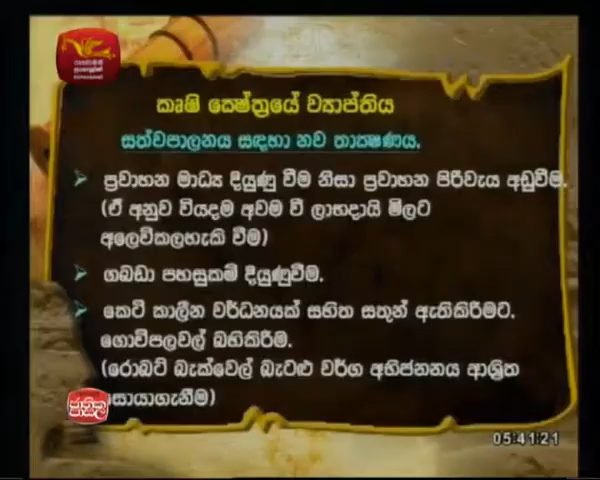 කෘෂි ක්‍ෂෙත්‍රයේ ව්‍යාප්තිය
සත්වපාලනය සඳහා නව තාක්‍ෂණය.
ප්‍රවාහන මාධ්‍ය දියුණු වීම නිසා ප්‍රවාහන පිරිවැය අඩුවීම.
(ඒ අනුව වියදම අවම වී ලාභදායි මිලට
අලෙවිකලහැකි වීම)
ගබඩා පහසුකම් දියුණුවීම.
කෙටි කාලීන වර්ධනයක් සහිත සතුන් ඇතිකිරීමට.
ගොවිපලවල් බිහිකිරීම.
(රොබට් බැක්වෙල් බැටළු වර්ග අභිජනනය ආශ්‍රිත
සොයාගැනීම)
05:41:21